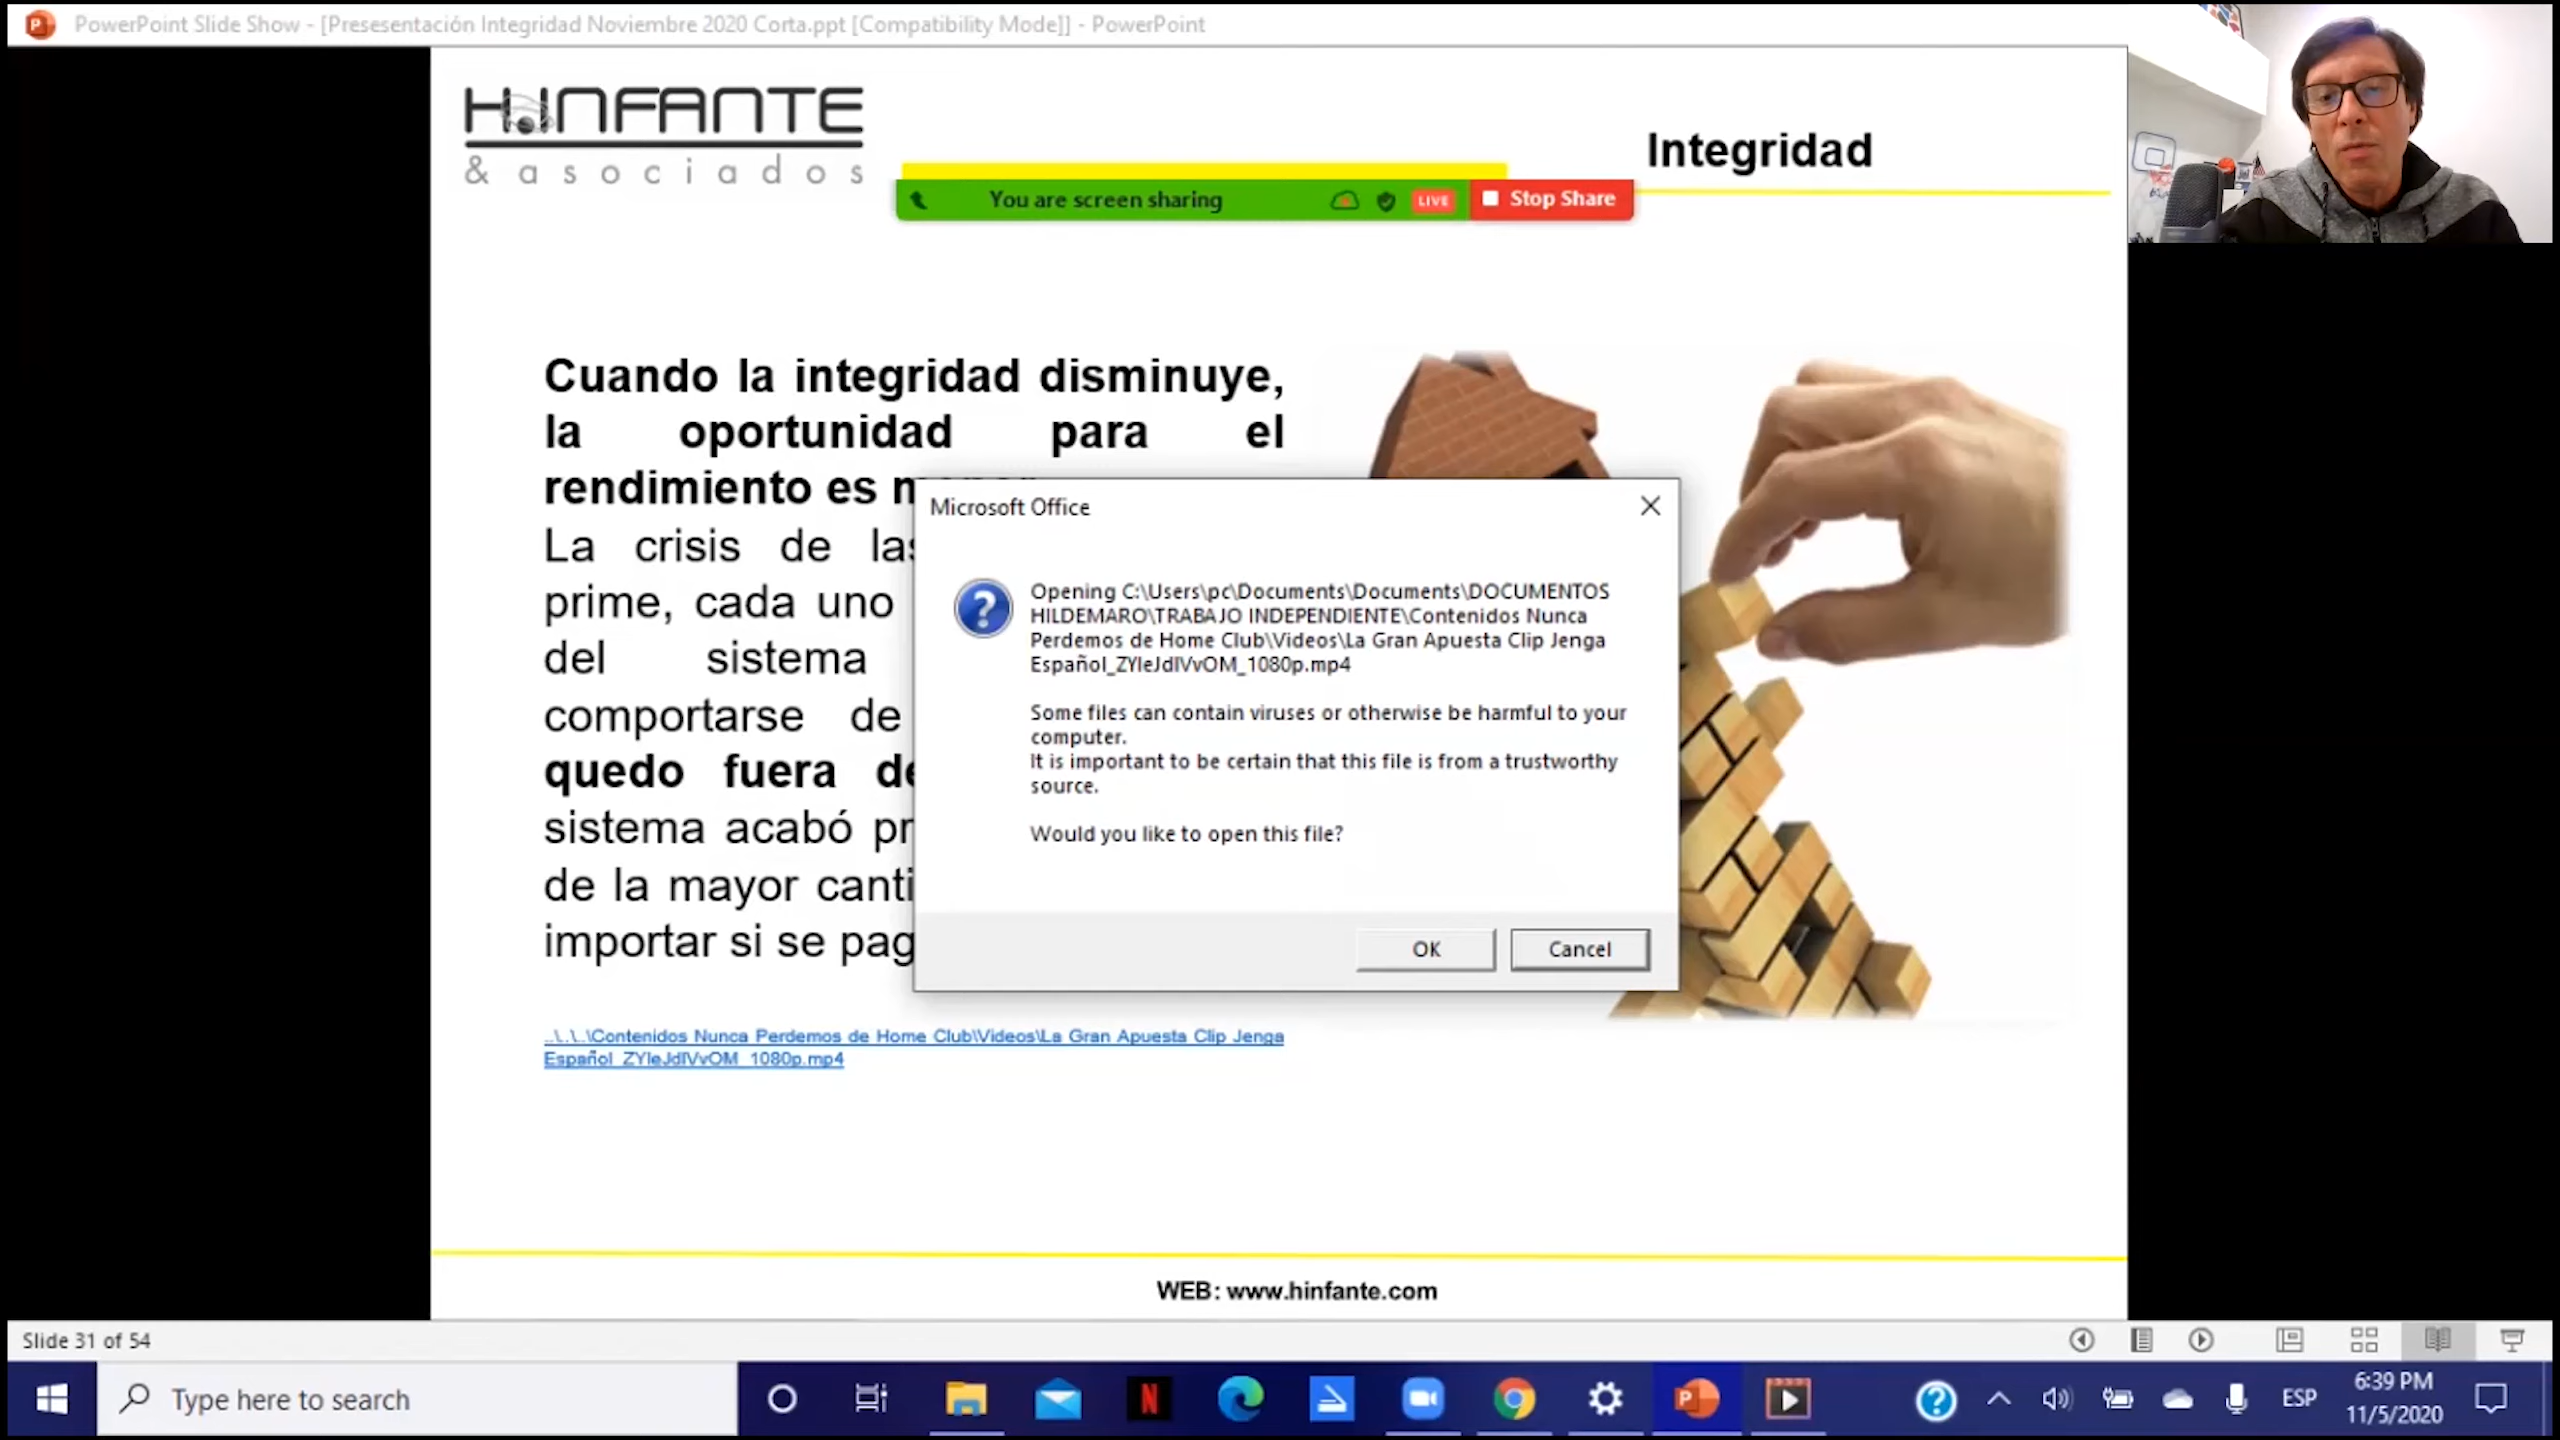 PowerPoint Slide Show - [Presesentación Integridad Noviembre 2020 Corta.ppt [Compatibility Mode]] - PowerPoint
H.INFANTE
& asociados
Integridad
You are screen sharing
LIVE
Stop Share
Cuando la integridad disminuye,
la oportunidad para el
rendimiento es
La crisis de
prime, cada uno
del sistema
comportarse de
quedo fuera
sistema acabó
de la mayor
importar si se
Microsoft Office
Opening C:\Users\pc\Documents\Documents\DOCUMENTOS
HILDEMARO\TRABAJO INDEPENDIENTE\Contenidos Nunca
Perdemos de Home Club\Videos\La Gran Apuesta Clip Jenga
Español_ZYleJdlVvOM_1080p.mp4
Some files can contain viruses or otherwise be harmful to your
computer.
It is important to be certain that this file is from a trustworthy
source.
Would you like to open this file?
OK
Cancel
..\..\..\Contenidos Nunca Perdemos de Home Club\Videos\La Gran Apuesta Clip Jenga
Español_ZYleJdlVvOM_1080p.mp4
WEB: www.hinfante.com
Slide 31 of 54
Type here to search
ESP
6:39 PM
11/5/2020